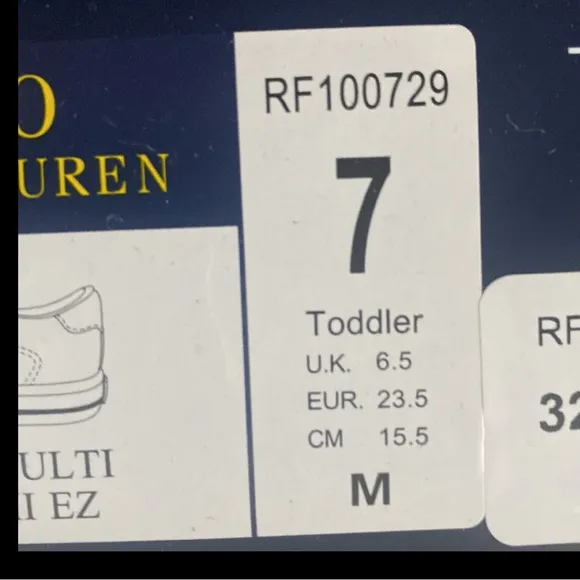 O
UREN
RF100729
7
Toddler
U.K. 6.5
EUR. 23.5
CM 15.5
M
ULTI
I EZ
RF
32